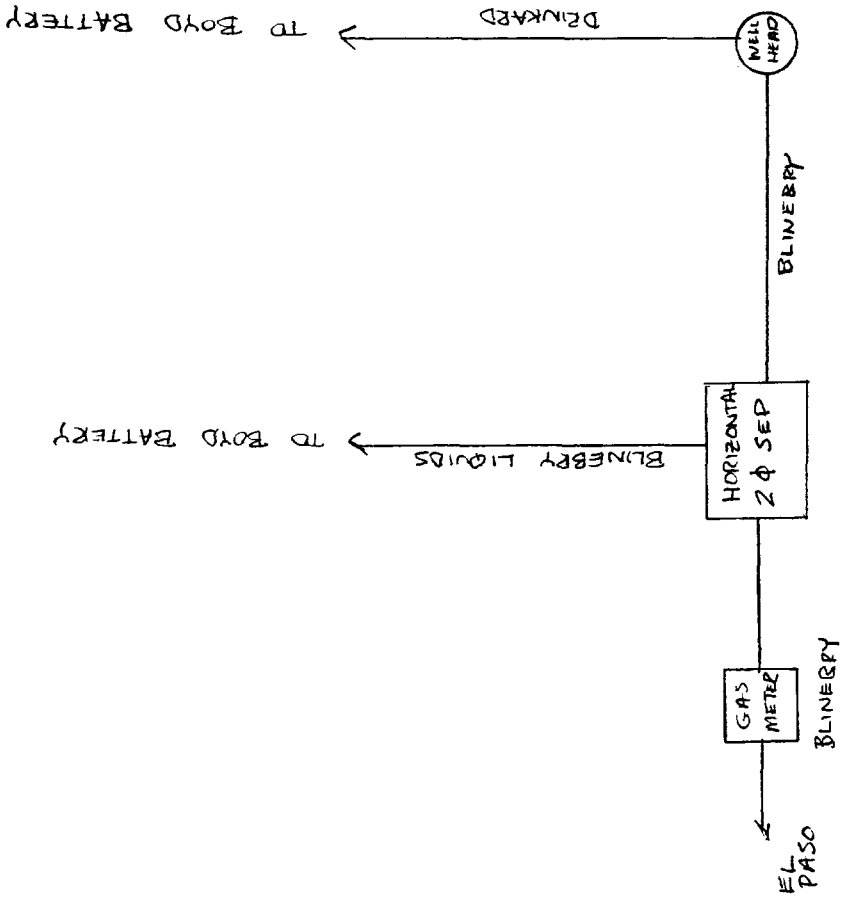 TO BOYD BATTERY
DRINKARD
WELL
HEAD
BLINEBRY
TO BOYD BATTERY
BLINEBRY LIQUIDS
HORIZONTAL
2 Φ SEP
GAS
METER
BLINEBRY
EL
PASO